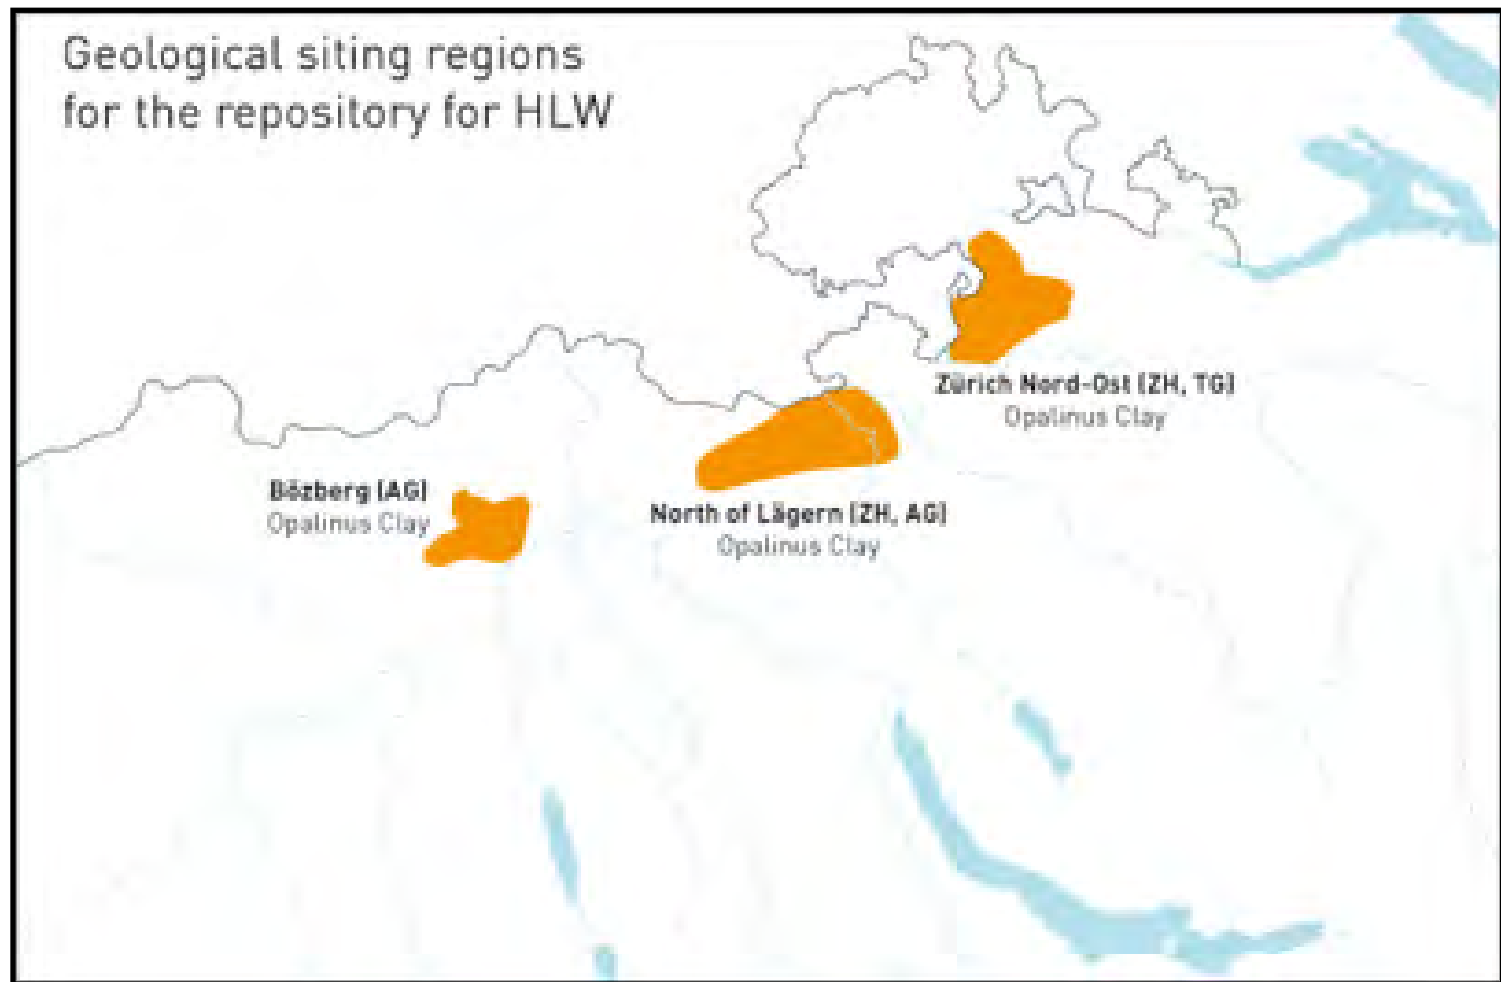 Geological siting regions
for the repository for HLW
Zürich Nord-Ost (ZH, TG)
Opalinus Clay
Bözberg (AG)
Opalinus Clay
North of Lägern (ZH, AG)
Opalinus Clay